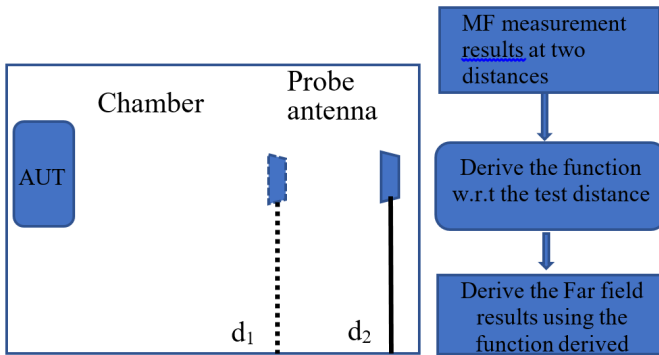 Chamber
Probe
antenna
AUT
d1
d2
MF measurement
results at two
distances
Derive the function
w.r.t the test distance
Derive the Far field
results using the
function derived